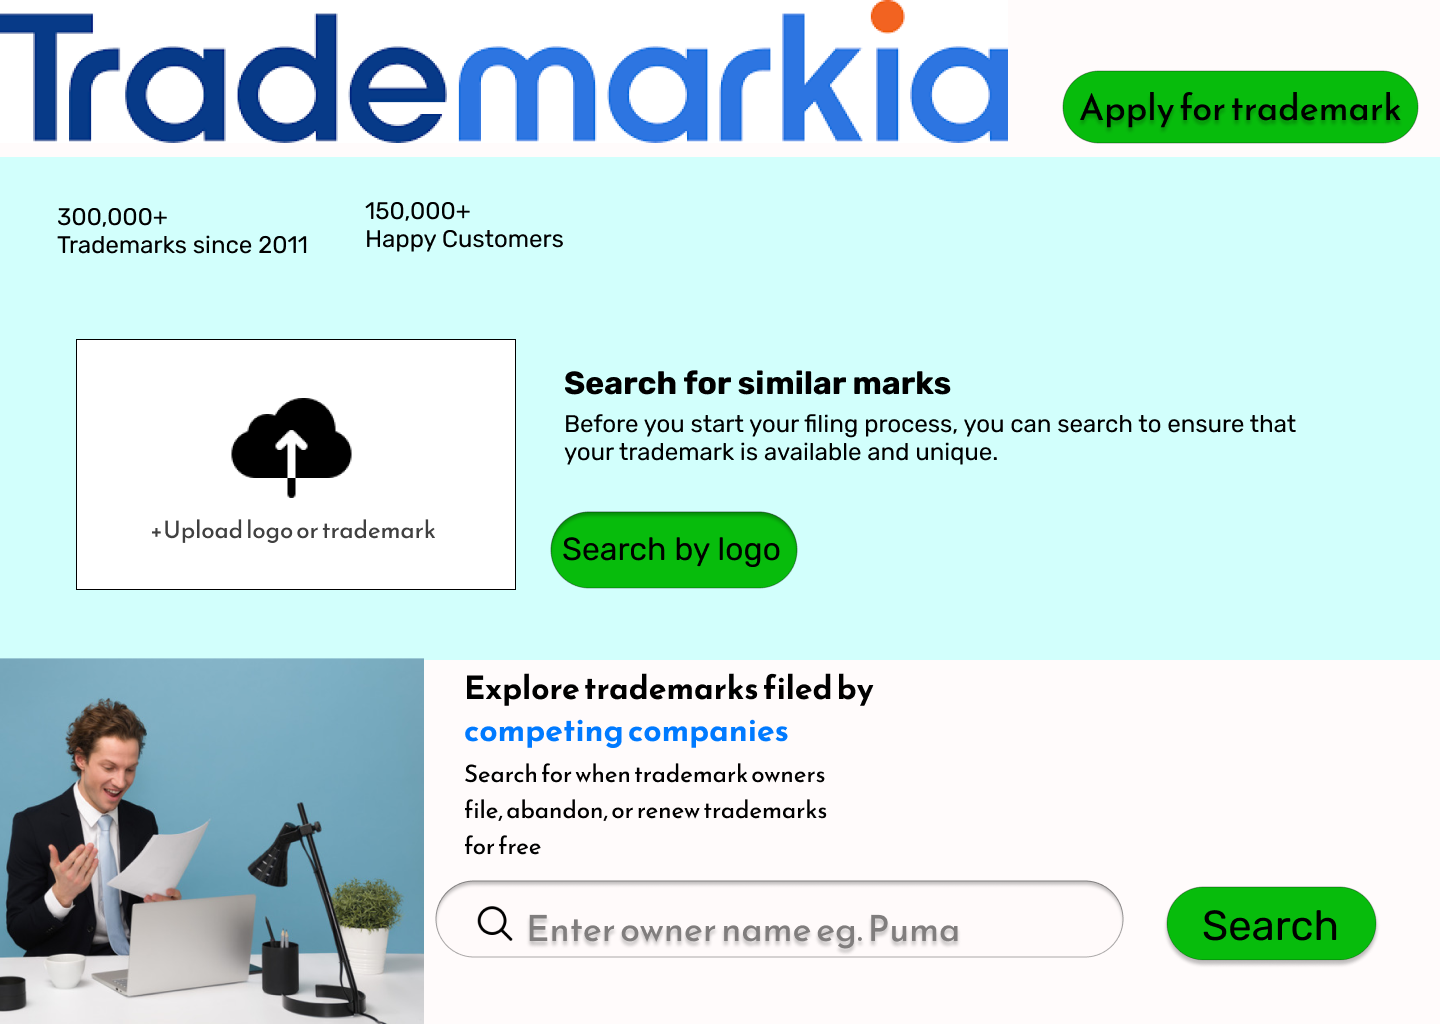 Trademarkia
Apply for trademark
300,000+
Trademarks since 2011
150,000+
Happy Customers
+Upload logo or trademark
Search for similar marks
Before you start your filing process, you can search to ensure that
your trademark is available and unique.
Search by logo
Explore trademarks filed by
competing companies
Search for when trademark owners
file, abandon, or renew trademarks
for free
Enter owner name eg. Puma
Search